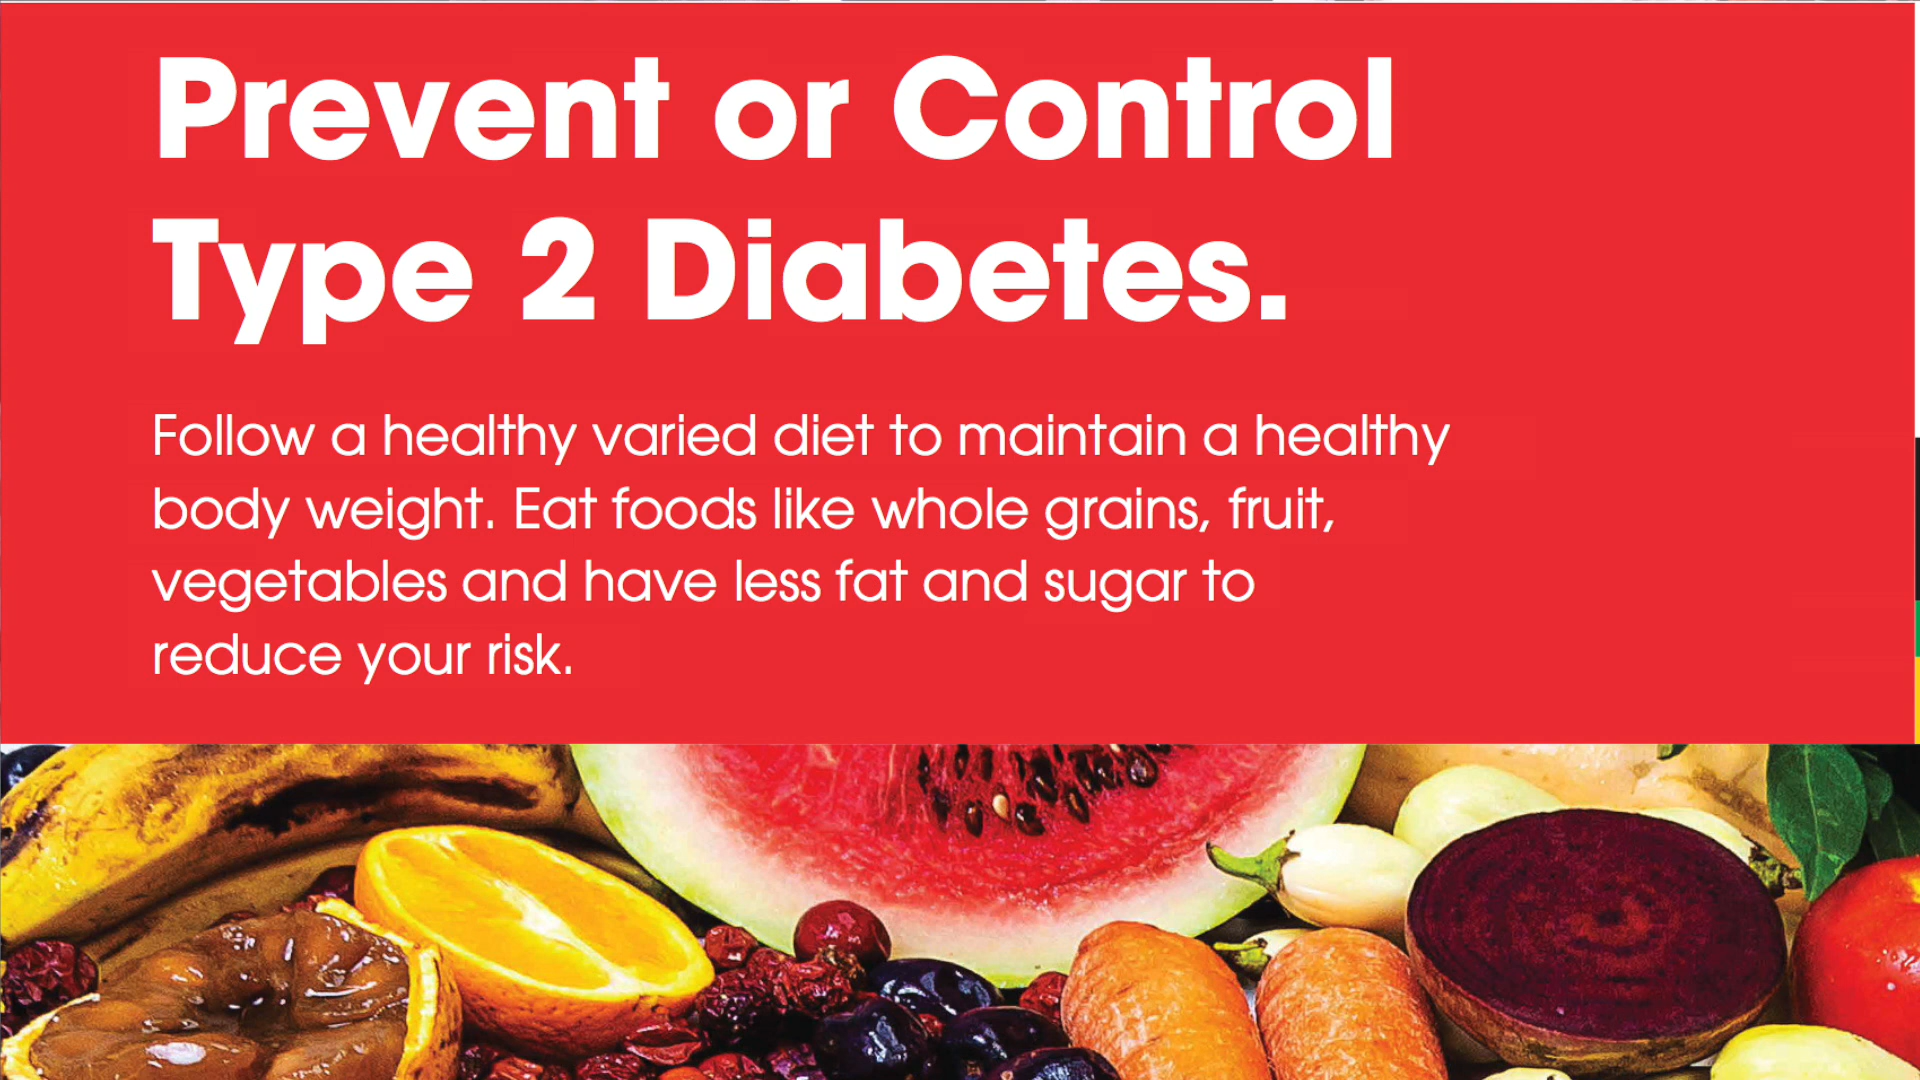 Prevent or Control
Type 2 Diabetes.
Follow a healthy varied diet to maintain a healthy
body weight. Eat foods like whole grains, fruit,
vegetables and have less fat and sugar to
reduce your risk.